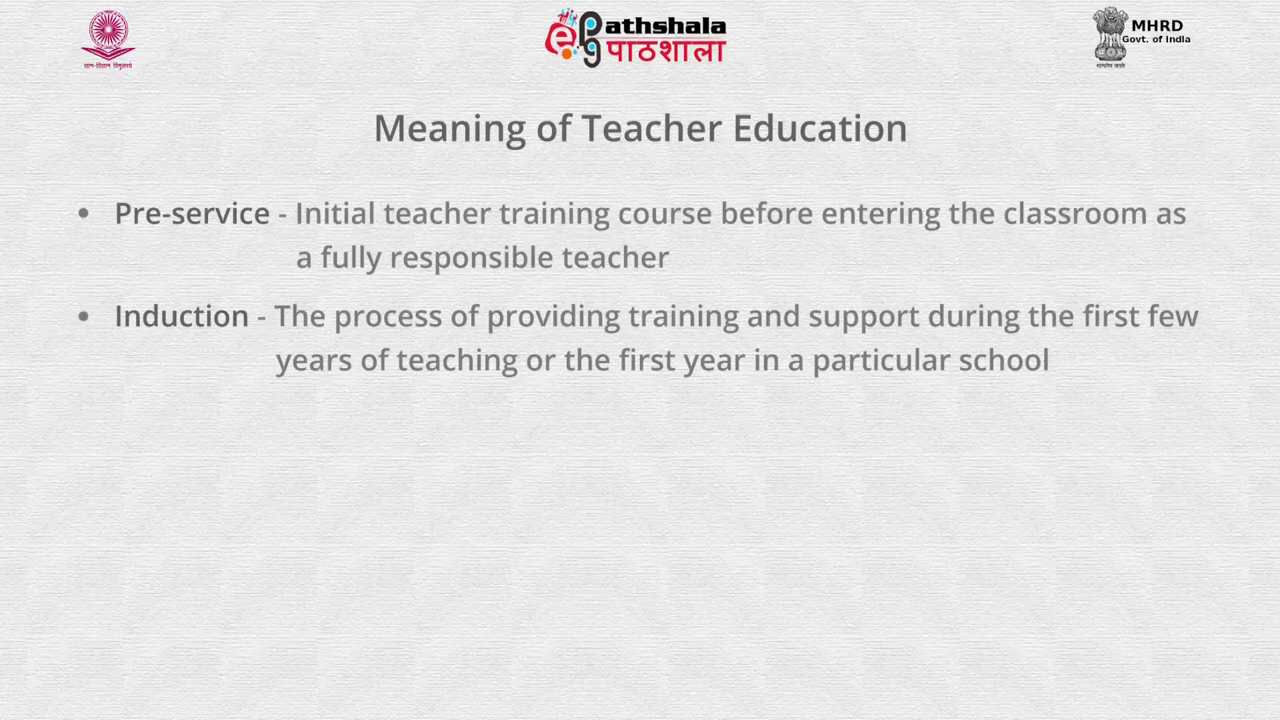 ePG Pathshala
पाठशाला
MHRD
Govt. of India
Meaning of Teacher Education
• Pre-service - Initial teacher training course before entering the classroom as
a fully responsible teacher
• Induction - The process of providing training and support during the first few
years of teaching or the first year in a particular school